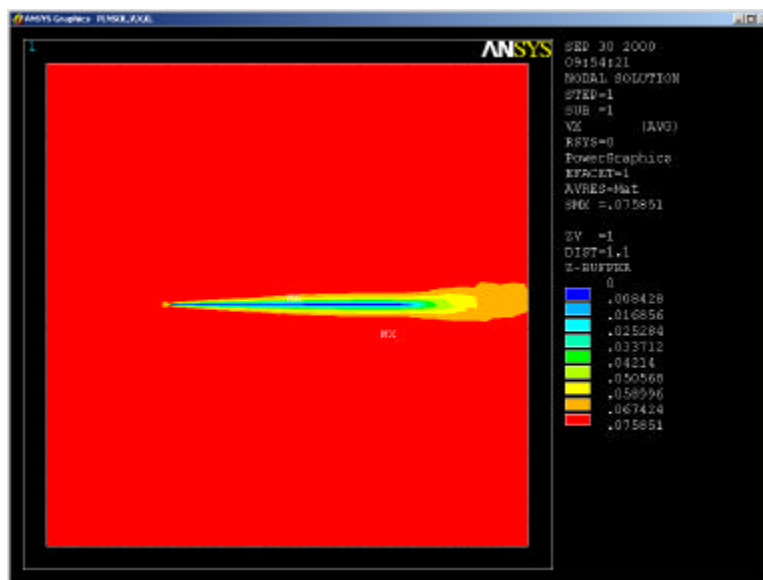 ANSYS Graphics
1
ANSYS
SEP 30 2000
09:54:21
NODAL SOLUTION
STEP=1
SUB =1
VX (AVG)
RSYS=0
PowerGraphics
EFACET=1
AVRES=Mat
SMX =.075851
ZV =1
DIST=1.1
Z-BUFFER
0
.008428
.016856
.025284
.033712
.04214
.050568
.058996
.067424
.075851
MX